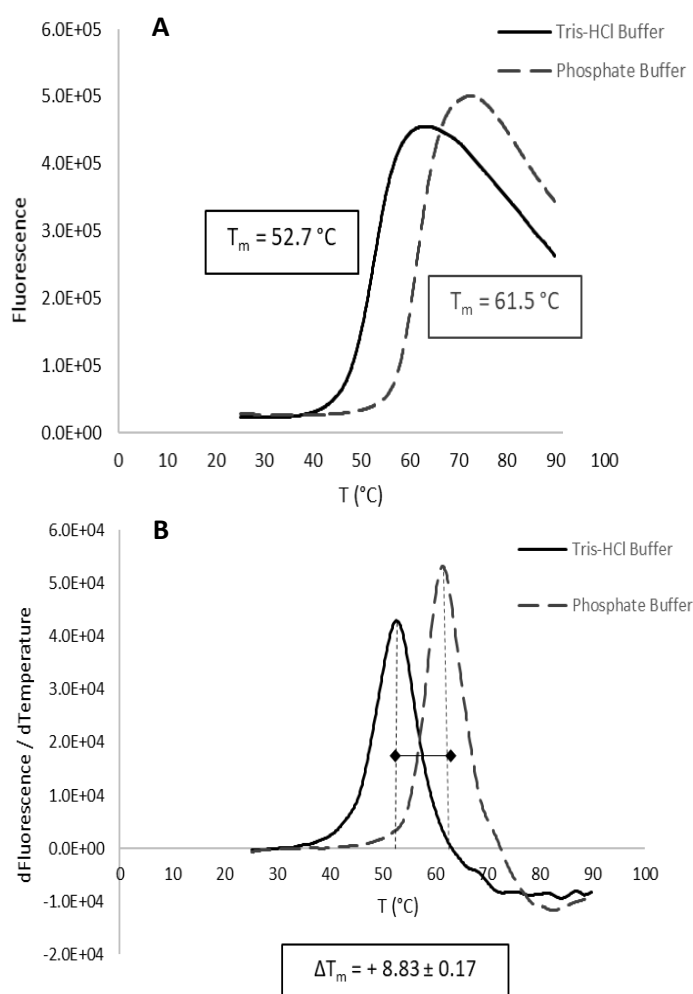 A
Tris-HCl Buffer
Phosphate Buffer
6.0E+05
5.0E+05
4.0E+05
3.0E+05
2.0E+05
1.0E+05
0.0E+00
Fluorescence
Tm = 52.7 °C
Tm = 61.5 °C
0 10 20 30 40 50 60 70 80 90 100
T (°C)
B
Tris-HCl Buffer
Phosphate Buffer
6.0E+04
5.0E+04
4.0E+04
3.0E+04
2.0E+04
1.0E+04
0.0E+00
-1.0E+04
-2.0E+04
dFluorescence / dTemperature
0 10 20 30 40 50 60 70 80 90 100
T (°C)
ΔTm = + 8.83 ± 0.17